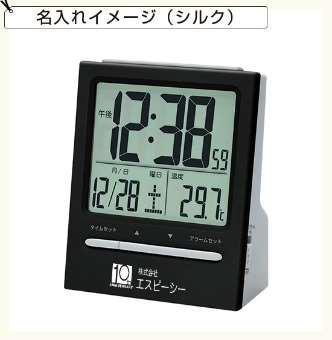 名入れイメージ（シルク）
午後 12:38 59
月/日 曜日 温度
12/28 土 29.7℃
タイムセット ▲ ▼ アラームセット
10th
株式会社
エスピーシー